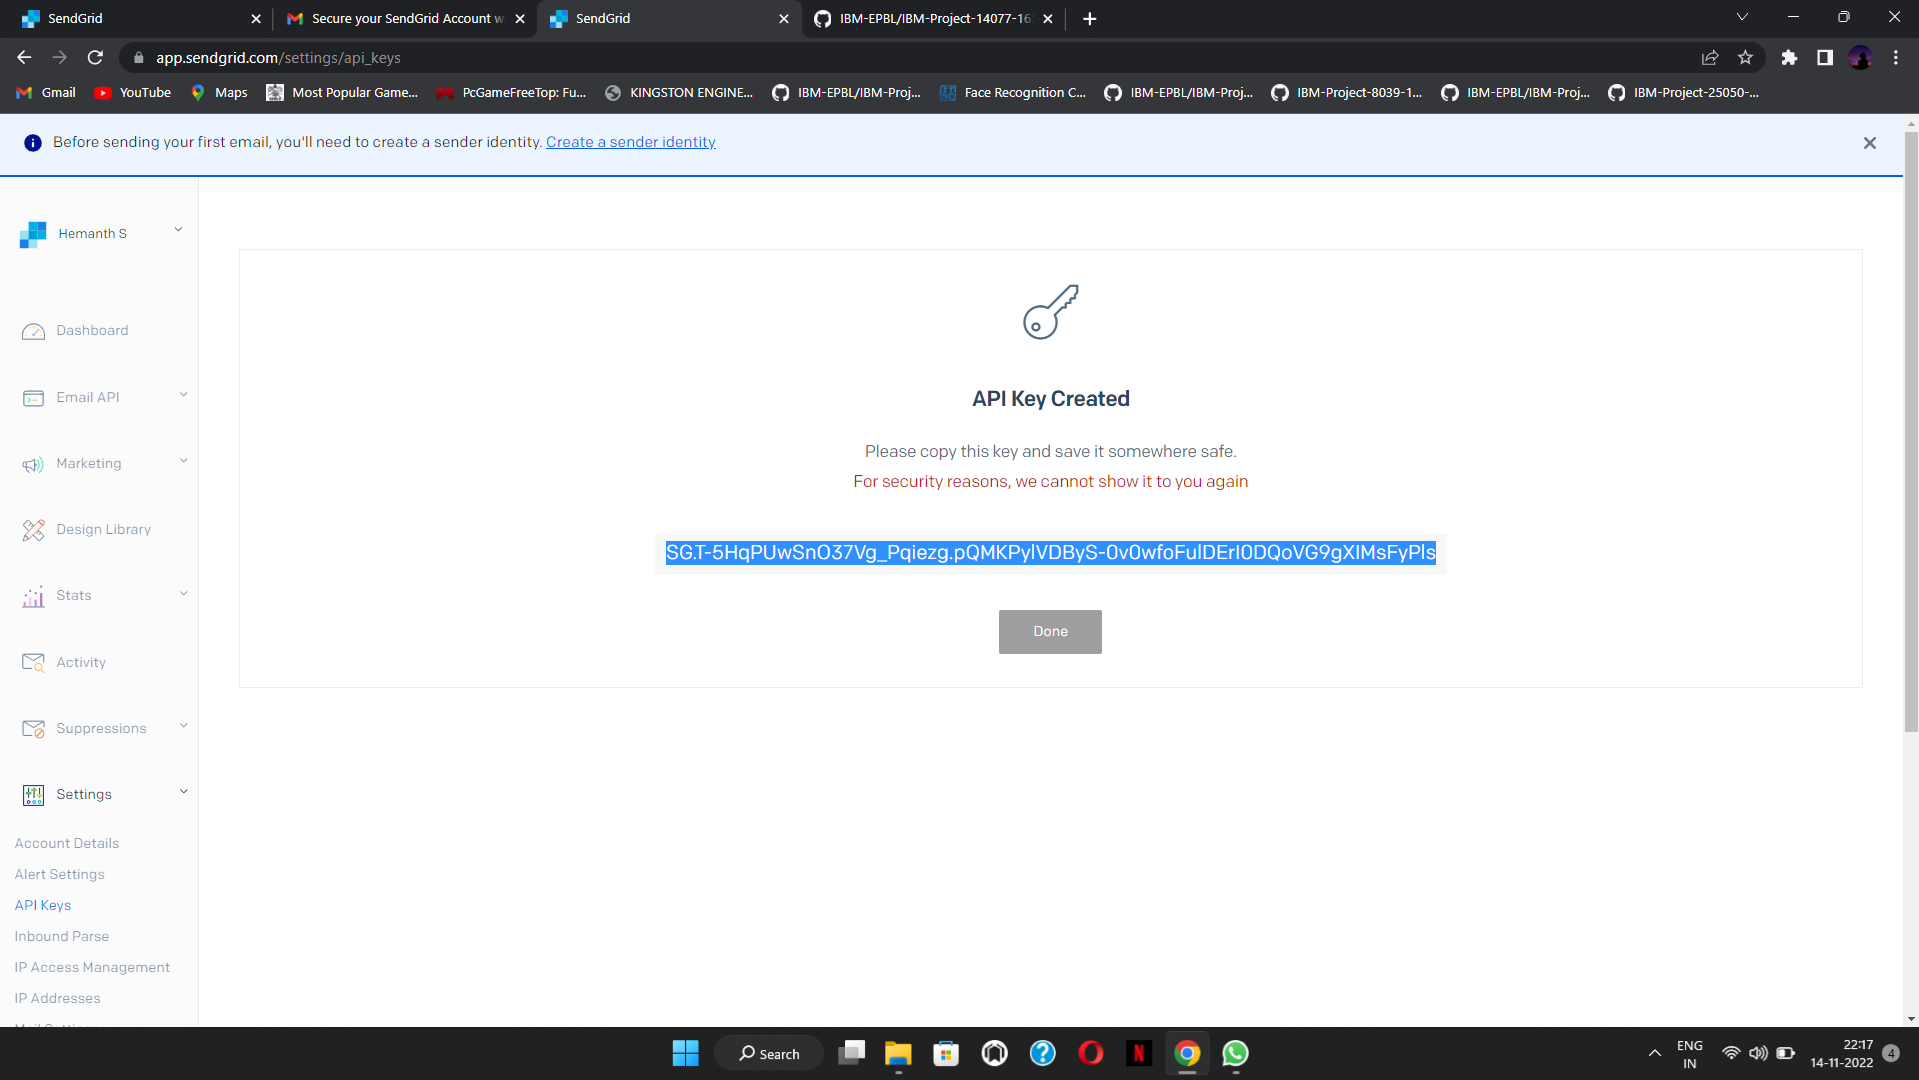 SendGrid
Secure your SendGrid Account w
SendGrid
IBM-EPBL/IBM-Project-14077-16
app.sendgrid.com/settings/api_keys
Gmail
YouTube
Maps
Most Popular Game...
PcGameFreeTop: Fu...
KINGSTON ENGINE...
IBM-EPBL/IBM-Proj...
Face Recognition C...
IBM-EPBL/IBM-Proj...
IBM-Project-8039-1...
IBM-EPBL/IBM-Proj...
IBM-Project-25050-...
Before sending your first email, you'll need to create a sender identity. Create a sender identity
Hemanth S
Dashboard
Email API
Marketing
Design Library
Stats
Activity
Suppressions
Settings
Account Details
Alert Settings
API Keys
Inbound Parse
IP Access Management
IP Addresses
API Key Created
Please copy this key and save it somewhere safe.
For security reasons, we cannot show it to you again
Done
Search
ENG
IN
22:17
14-11-2022
4